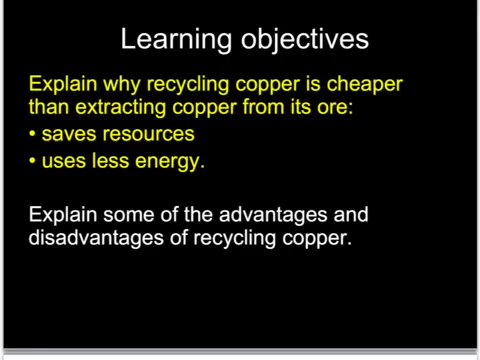 Learning objectives
Explain why recycling copper is cheaper
than extracting copper from its ore:
• saves resources
• uses less energy.
Explain some of the advantages and
disadvantages of recycling copper.